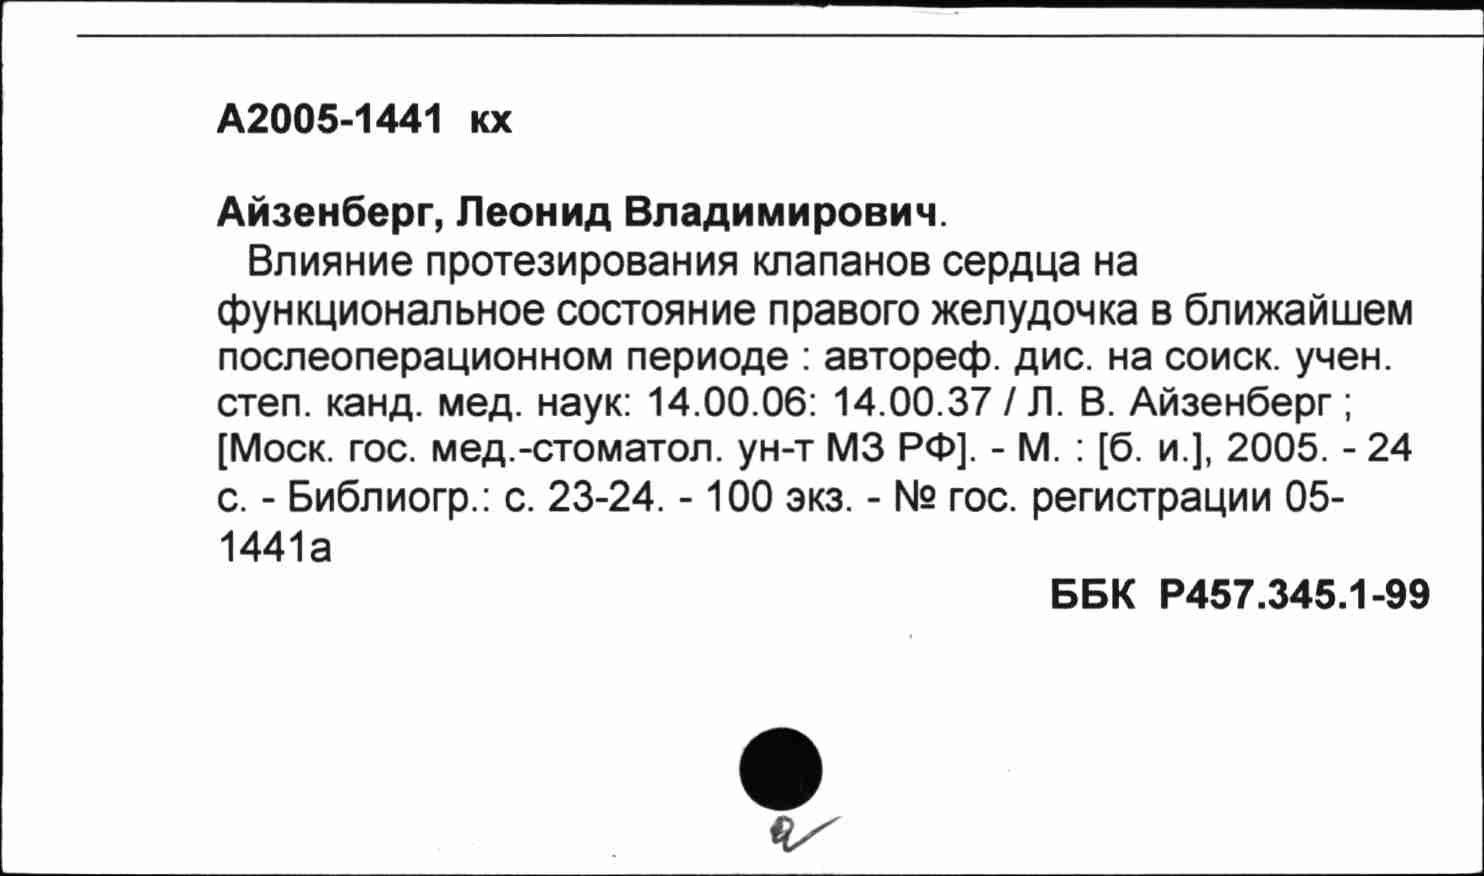 А2005-1441 кх
Айзенберг, Леонид Владимирович.
Влияние протезирования клапанов сердца на
функциональное состояние правого желудочка в ближайшем
послеоперационном периоде : автореф. дис. на соиск. учен.
степ. канд. мед. наук: 14.00.06: 14.00.37 / Л. В. Айзенберг ;
[Моск. гос. мед.-стоматол. ун-т МЗ РФ]. - М. : [б. и.], 2005. - 24
с. - Библиогр.: с. 23-24. - 100 экз. - № гос. регистрации 05-
1441а
ББК Р457.345.1-99